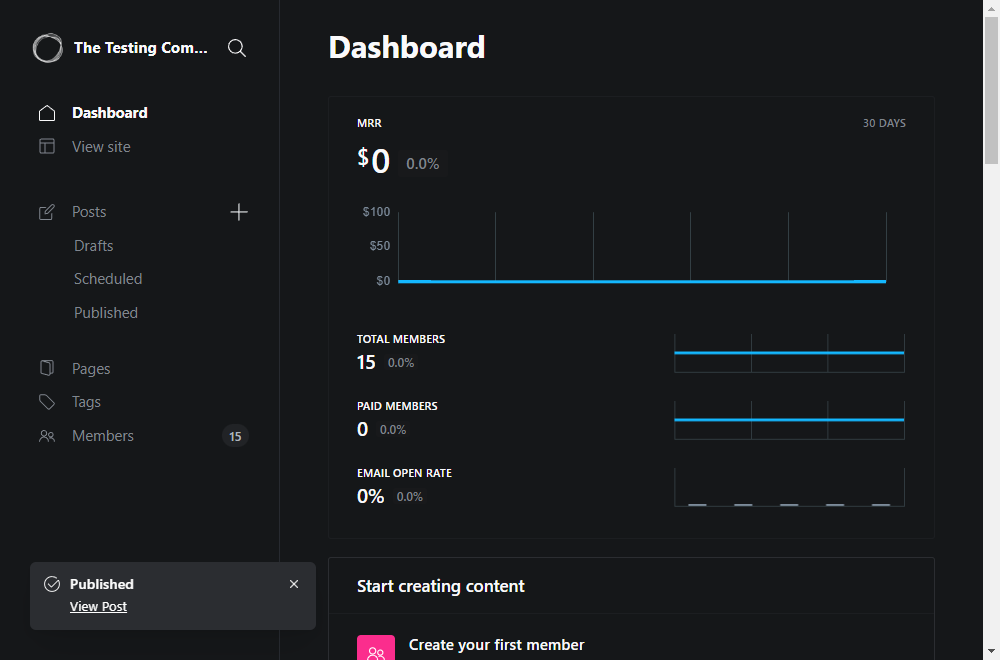 The Testing Com...
Dashboard
View site
Posts
Drafts
Scheduled
Published
Pages
Tags
Members
15
Published
View Post
Dashboard
MRR
30 DAYS
$0
0.0%
$100
$50
$0
TOTAL MEMBERS
15
0.0%
PAID MEMBERS
0
0.0%
EMAIL OPEN RATE
0%
0.0%
Start creating content
Create your first member